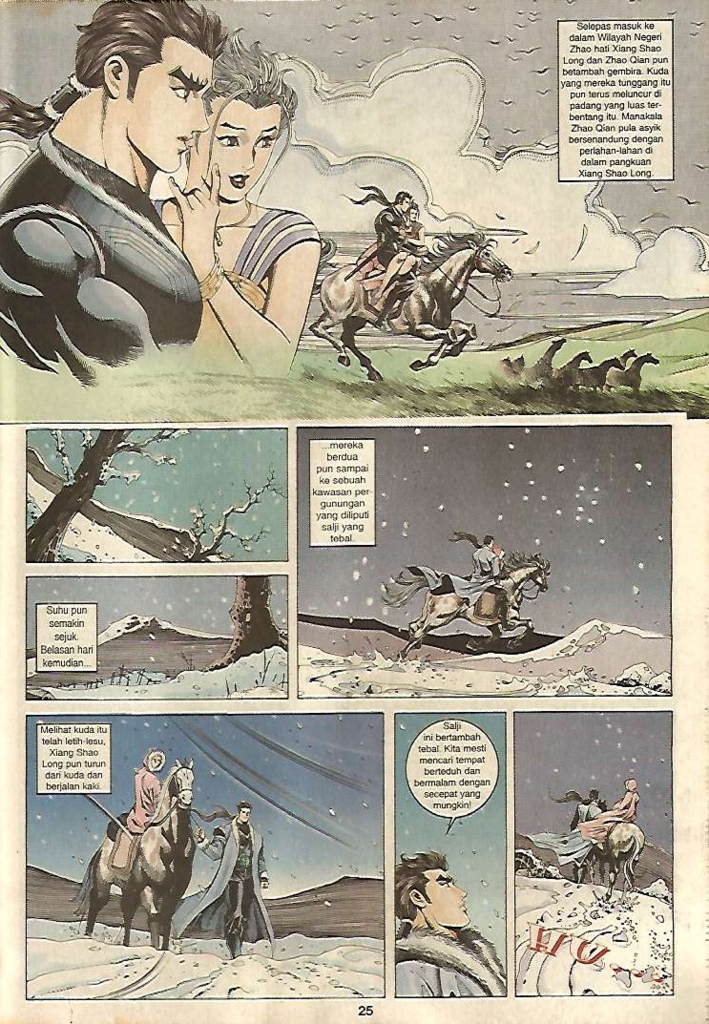 Selepas masuk ke
dalam Wilayah Negeri
Zhao hati Xiang Shao
Long dan Zhao Qian pun
betambah gembira. Kuda
yang mereka tunggang itu
pun terus meluncur di
padang yang luas ter-
bentang itu. Manakala
Zhao Qian pula asyik
bersenandung dengan
perlahan-lahan di
dalam pangkuan
Xiang Shao Long.
...mereka
berdua
pun sampai
ke sebuah
kawasan per-
gunungan
yang diliputi
salji yang
tebal.
Suhu pun
semakin
sejuk.
Belasan hari
kemudian...
Melihat kuda itu
telah letih-lesu,
Xiang Shao
Long pun turun
dari kuda dan
berjalan kaki.
Salji
ini bertambah
tebal. Kita mesti
mencari tempat
berteduh dan
bermalam dengan
secepat yang
mungkin!
HU...
25